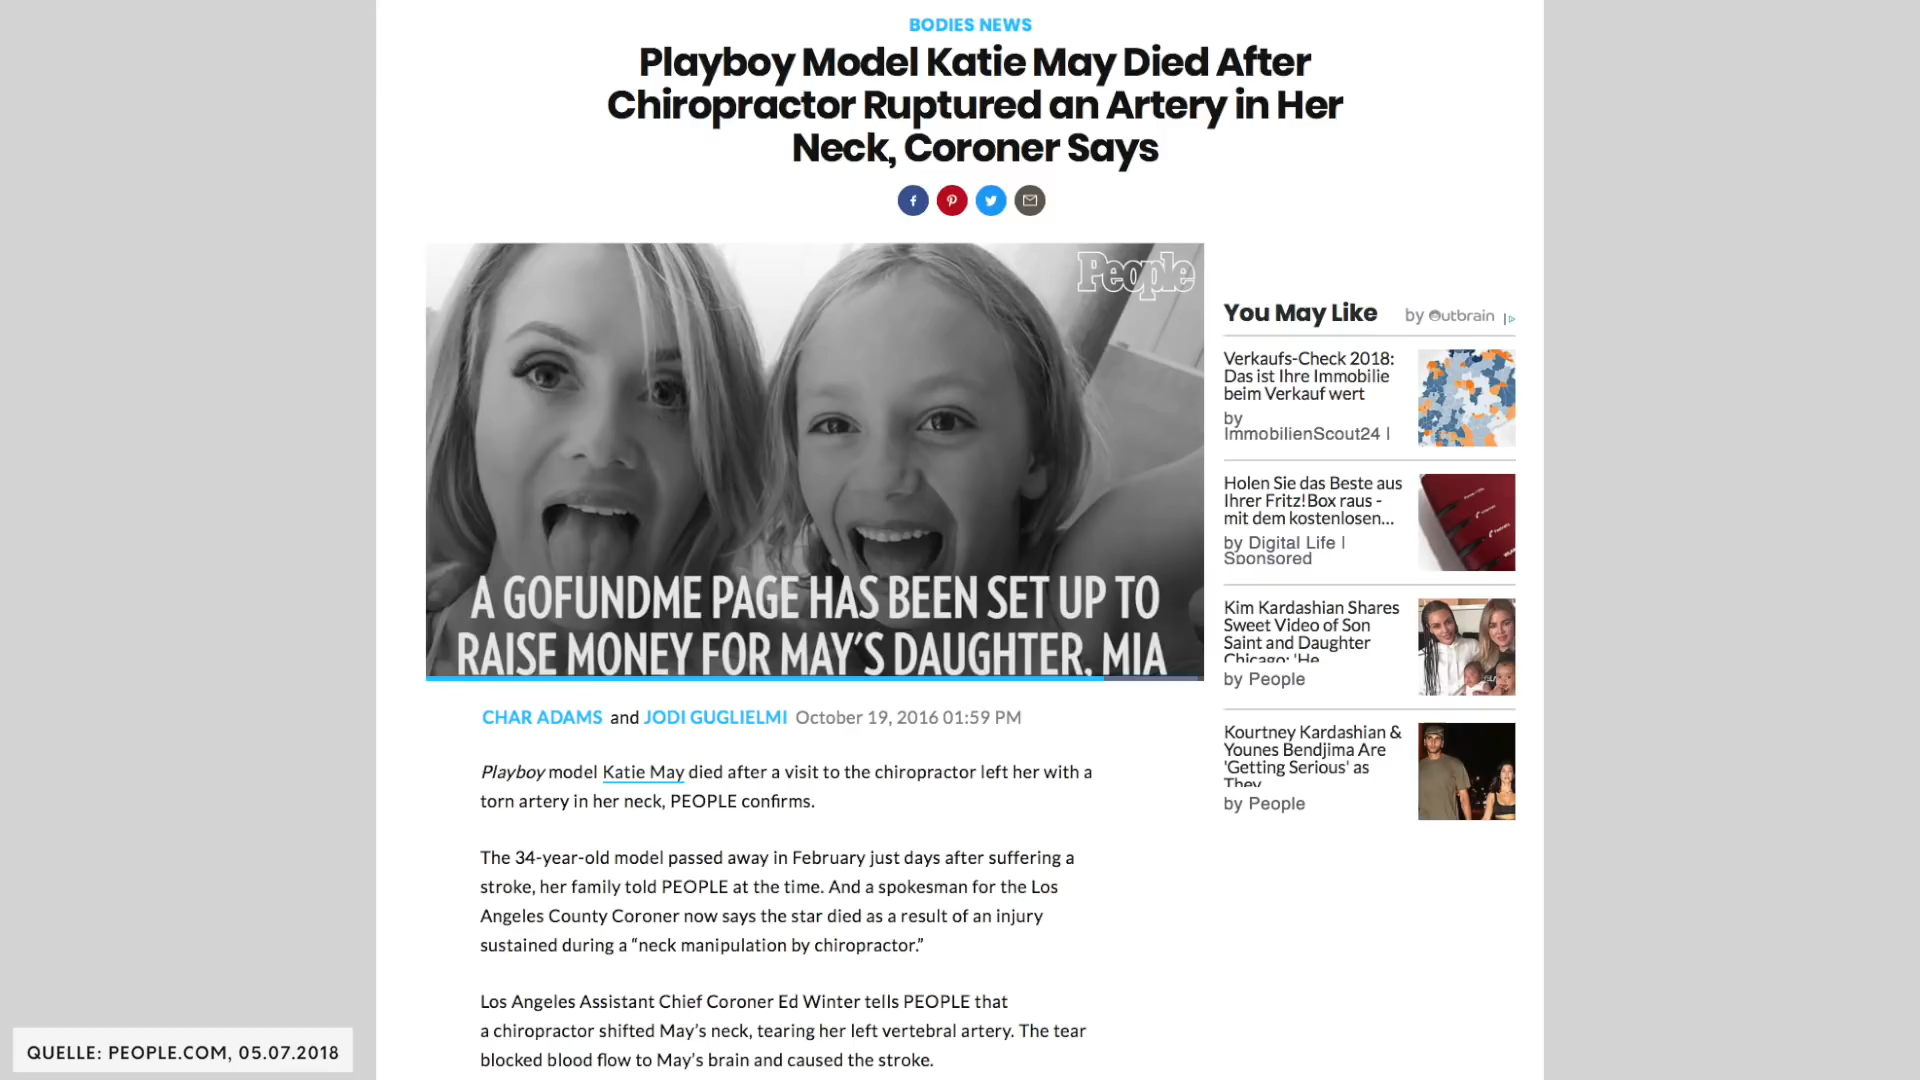 BODIES NEWS
Playboy Model Katie May Died After
Chiropractor Ruptured an Artery in Her
Neck, Coroner Says
People
A GOFUNDME PAGE HAS BEEN SET UP TO
RAISE MONEY FOR MAY'S DAUGHTER, MIA
CHAR ADAMS and JODI GUGLIELMI October 19, 2016 01:59 PM
Playboy model Katie May died after a visit to the chiropractor left her with a
torn artery in her neck, PEOPLE confirms.
The 34-year-old model passed away in February just days after suffering a
stroke, her family told PEOPLE at the time. And a spokesman for the Los
Angeles County Coroner now says the star died as a result of an injury
sustained during a “neck manipulation by chiropractor.”
Los Angeles Assistant Chief Coroner Ed Winter tells PEOPLE that
a chiropractor shifted May’s neck, tearing her left vertebral artery. The tear
blocked blood flow to May’s brain and caused the stroke.
You May Like by Outbrain
Verkaufs-Check 2018:
Das ist Ihre Immobilie
beim Verkauf wert
by
ImmobilienScout24 |
Holen Sie das Beste aus
Ihrer Fritz!Box raus -
mit dem kostenlosen...
by Digital Life |
Sponsored
Kim Kardashian Shares
Sweet Video of Son
Saint and Daughter
Chicago: 'He
by People
Kourtney Kardashian &
Younes Bendjima Are
'Getting Serious' as
They
by People
QUELLE: PEOPLE.COM, 05.07.2018